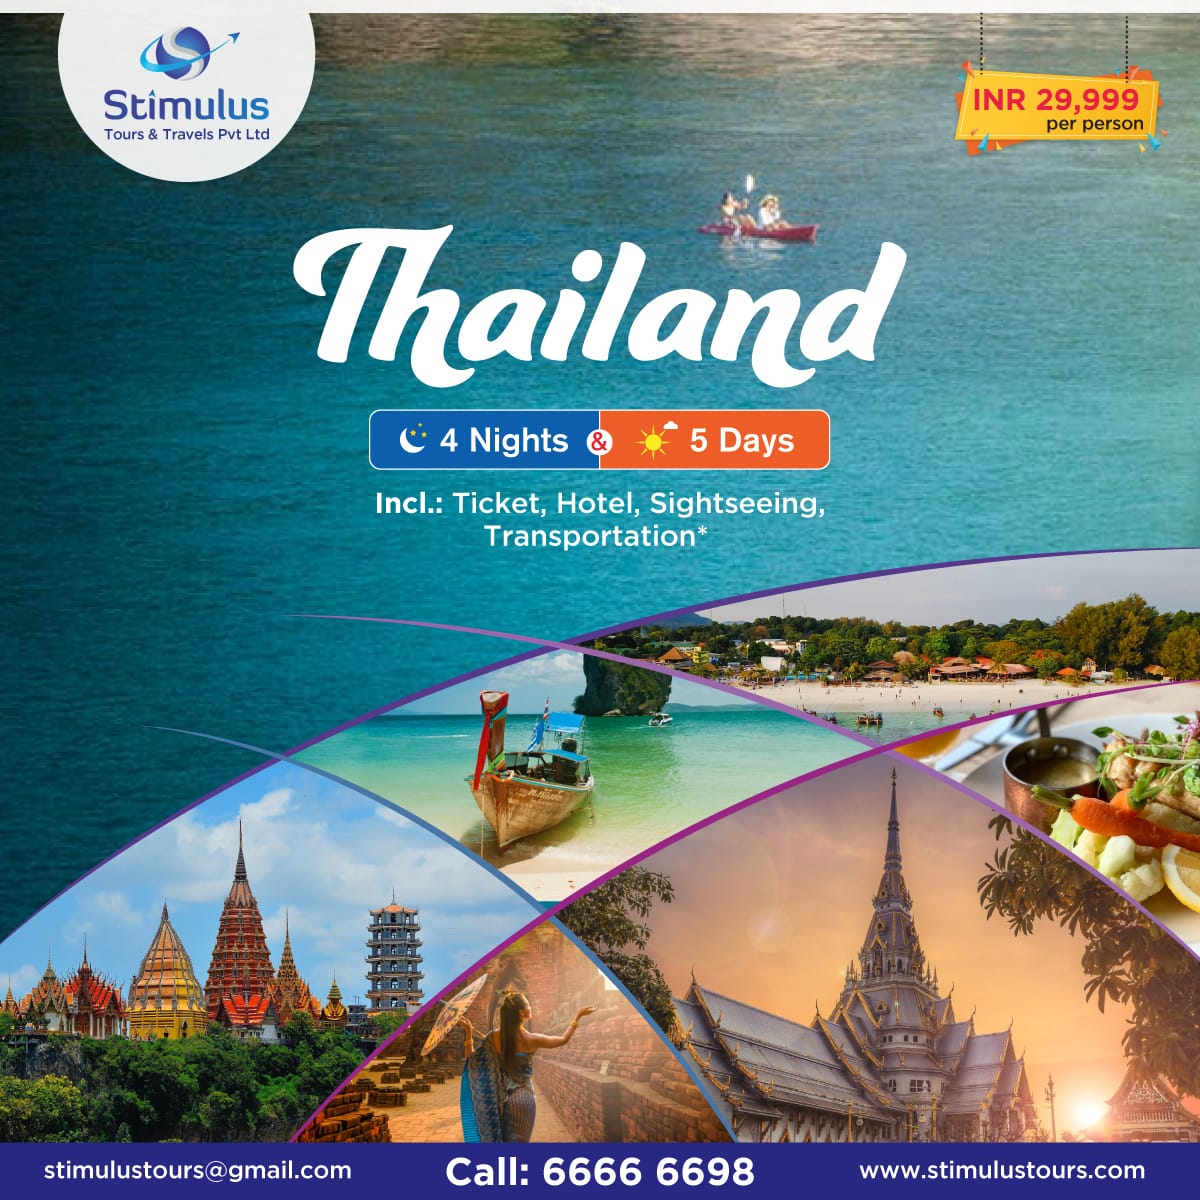 Stimulus
Tours & Travels Pvt Ltd
INR 29,999
per person
Thailand
4 Nights & 5 Days
Incl.: Ticket, Hotel, Sightseeing,
Transportation*
stimulustours@gmail.com
Call: 6666 6698
www.stimulustours.com